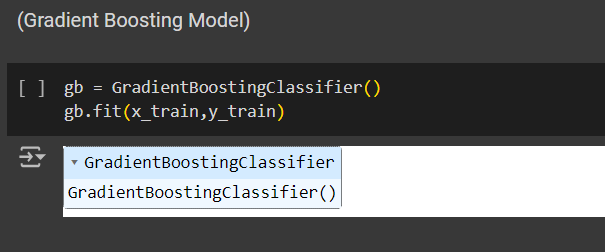 (Gradient Boosting Model)
[ ] gb = GradientBoostingClassifier()
gb.fit(x_train,y_train)
▾ GradientBoostingClassifier
GradientBoostingClassifier()